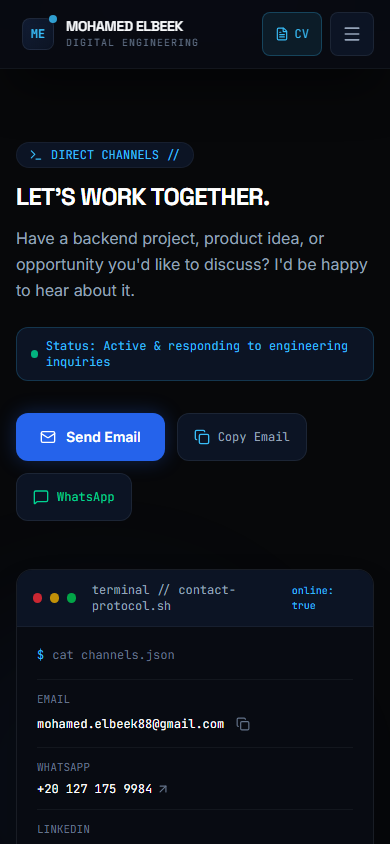 ME
MOHAMED ELBEEK
DIGITAL ENGINEERING
CV
DIRECT CHANNELS //
LET’S WORK TOGETHER.
Have a backend project, product idea, or
opportunity you'd like to discuss? I'd be happy
to hear about it.
Status: Active & responding to engineering
inquiries
Send Email
Copy Email
WhatsApp
terminal // contact-
protocol.sh
online:
true
$ cat channels.json
EMAIL
mohamed.elbeek88@gmail.com
WHATSAPP
+20 127 175 9984
LINKEDIN